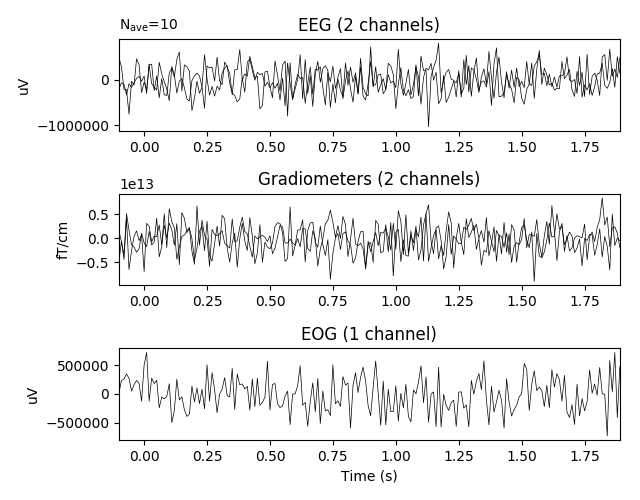 N_ave=10
EEG (2 channels)
uV
0
−1000000
0.00 0.25 0.50 0.75 1.00 1.25 1.50 1.75
1e13
Gradiometers (2 channels)
fT/cm
0.5
0.0
−0.5
0.00 0.25 0.50 0.75 1.00 1.25 1.50 1.75
EOG (1 channel)
uV
500000
0
−500000
0.00 0.25 0.50 0.75 1.00 1.25 1.50 1.75
Time (s)